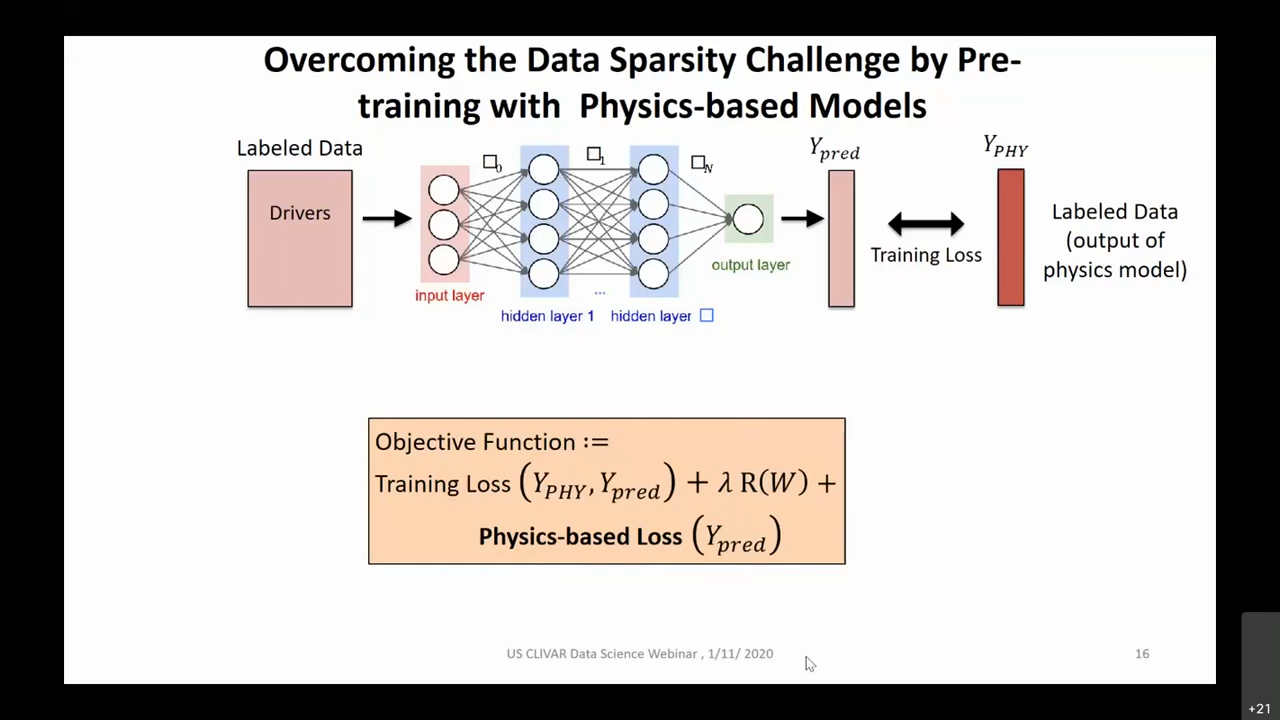 Overcoming the Data Sparsity Challenge by Pre-
training with Physics-based Models
Labeled Data
Drivers
□0
□1
□N
input layer
hidden layer 1
...
hidden layer □
output layer
Ypred
Training Loss
YPHY
Labeled Data
(output of
physics model)
Objective Function :=
Training Loss (YPHY, Ypred) + λ R(W) +
Physics-based Loss (Ypred)
US CLIVAR Data Science Webinar , 1/11/ 2020
16
+21